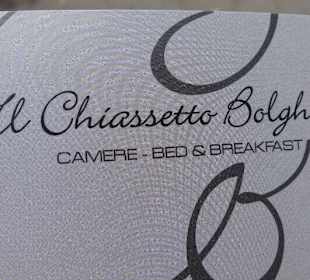 Il Chiassetto Bolgh
CAMERE - BED & BREAKFAST